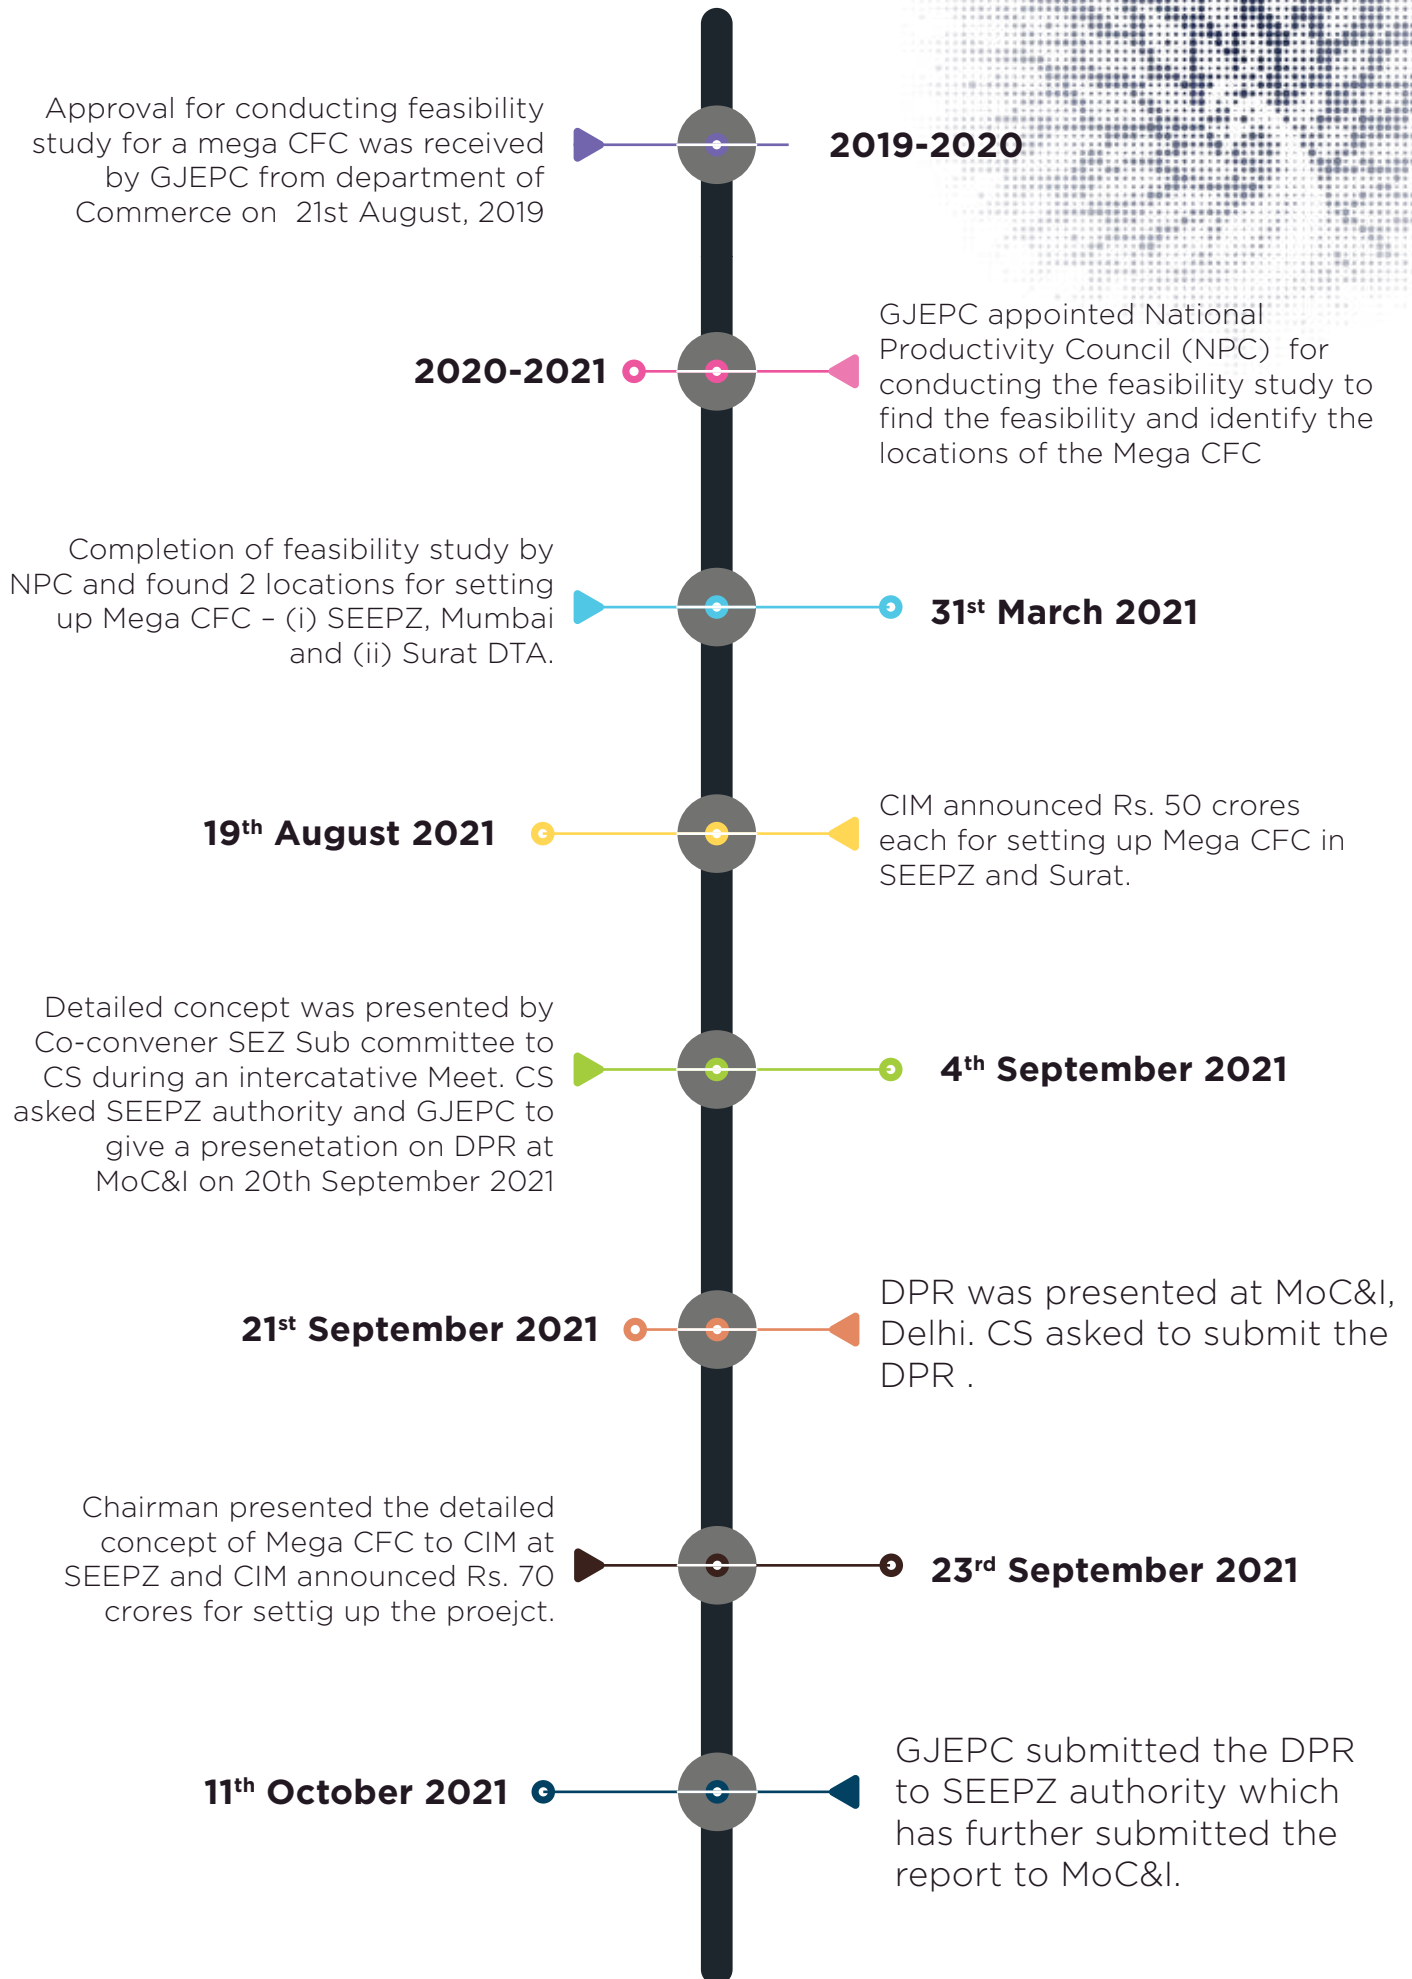 Approval for conducting feasibility
study for a mega CFC was received
by GJEPC from department of
Commerce on 21st August, 2019
2019-2020
2020-2021
GJEPC appointed National
Productivity Council (NPC) for
conducting the feasibility study to
find the feasibility and identify the
locations of the Mega CFC
Completion of feasibility study by
NPC and found 2 locations for setting
up Mega CFC – (i) SEEPZ, Mumbai
and (ii) Surat DTA.
31st March 2021
19th August 2021
CIM announced Rs. 50 crores
each for setting up Mega CFC in
SEEPZ and Surat.
Detailed concept was presented by
Co-convener SEZ Sub committee to
CS during an intercatative Meet. CS
asked SEEPZ authority and GJEPC to
give a presenetation on DPR at
MoC&I on 20th September 2021
4th September 2021
21st September 2021
DPR was presented at MoC&I,
Delhi. CS asked to submit the
DPR .
Chairman presented the detailed
concept of Mega CFC to CIM at
SEEPZ and CIM announced Rs. 70
crores for settig up the proejct.
23rd September 2021
11th October 2021
GJEPC submitted the DPR
to SEEPZ authority which
has further submitted the
report to MoC&I.